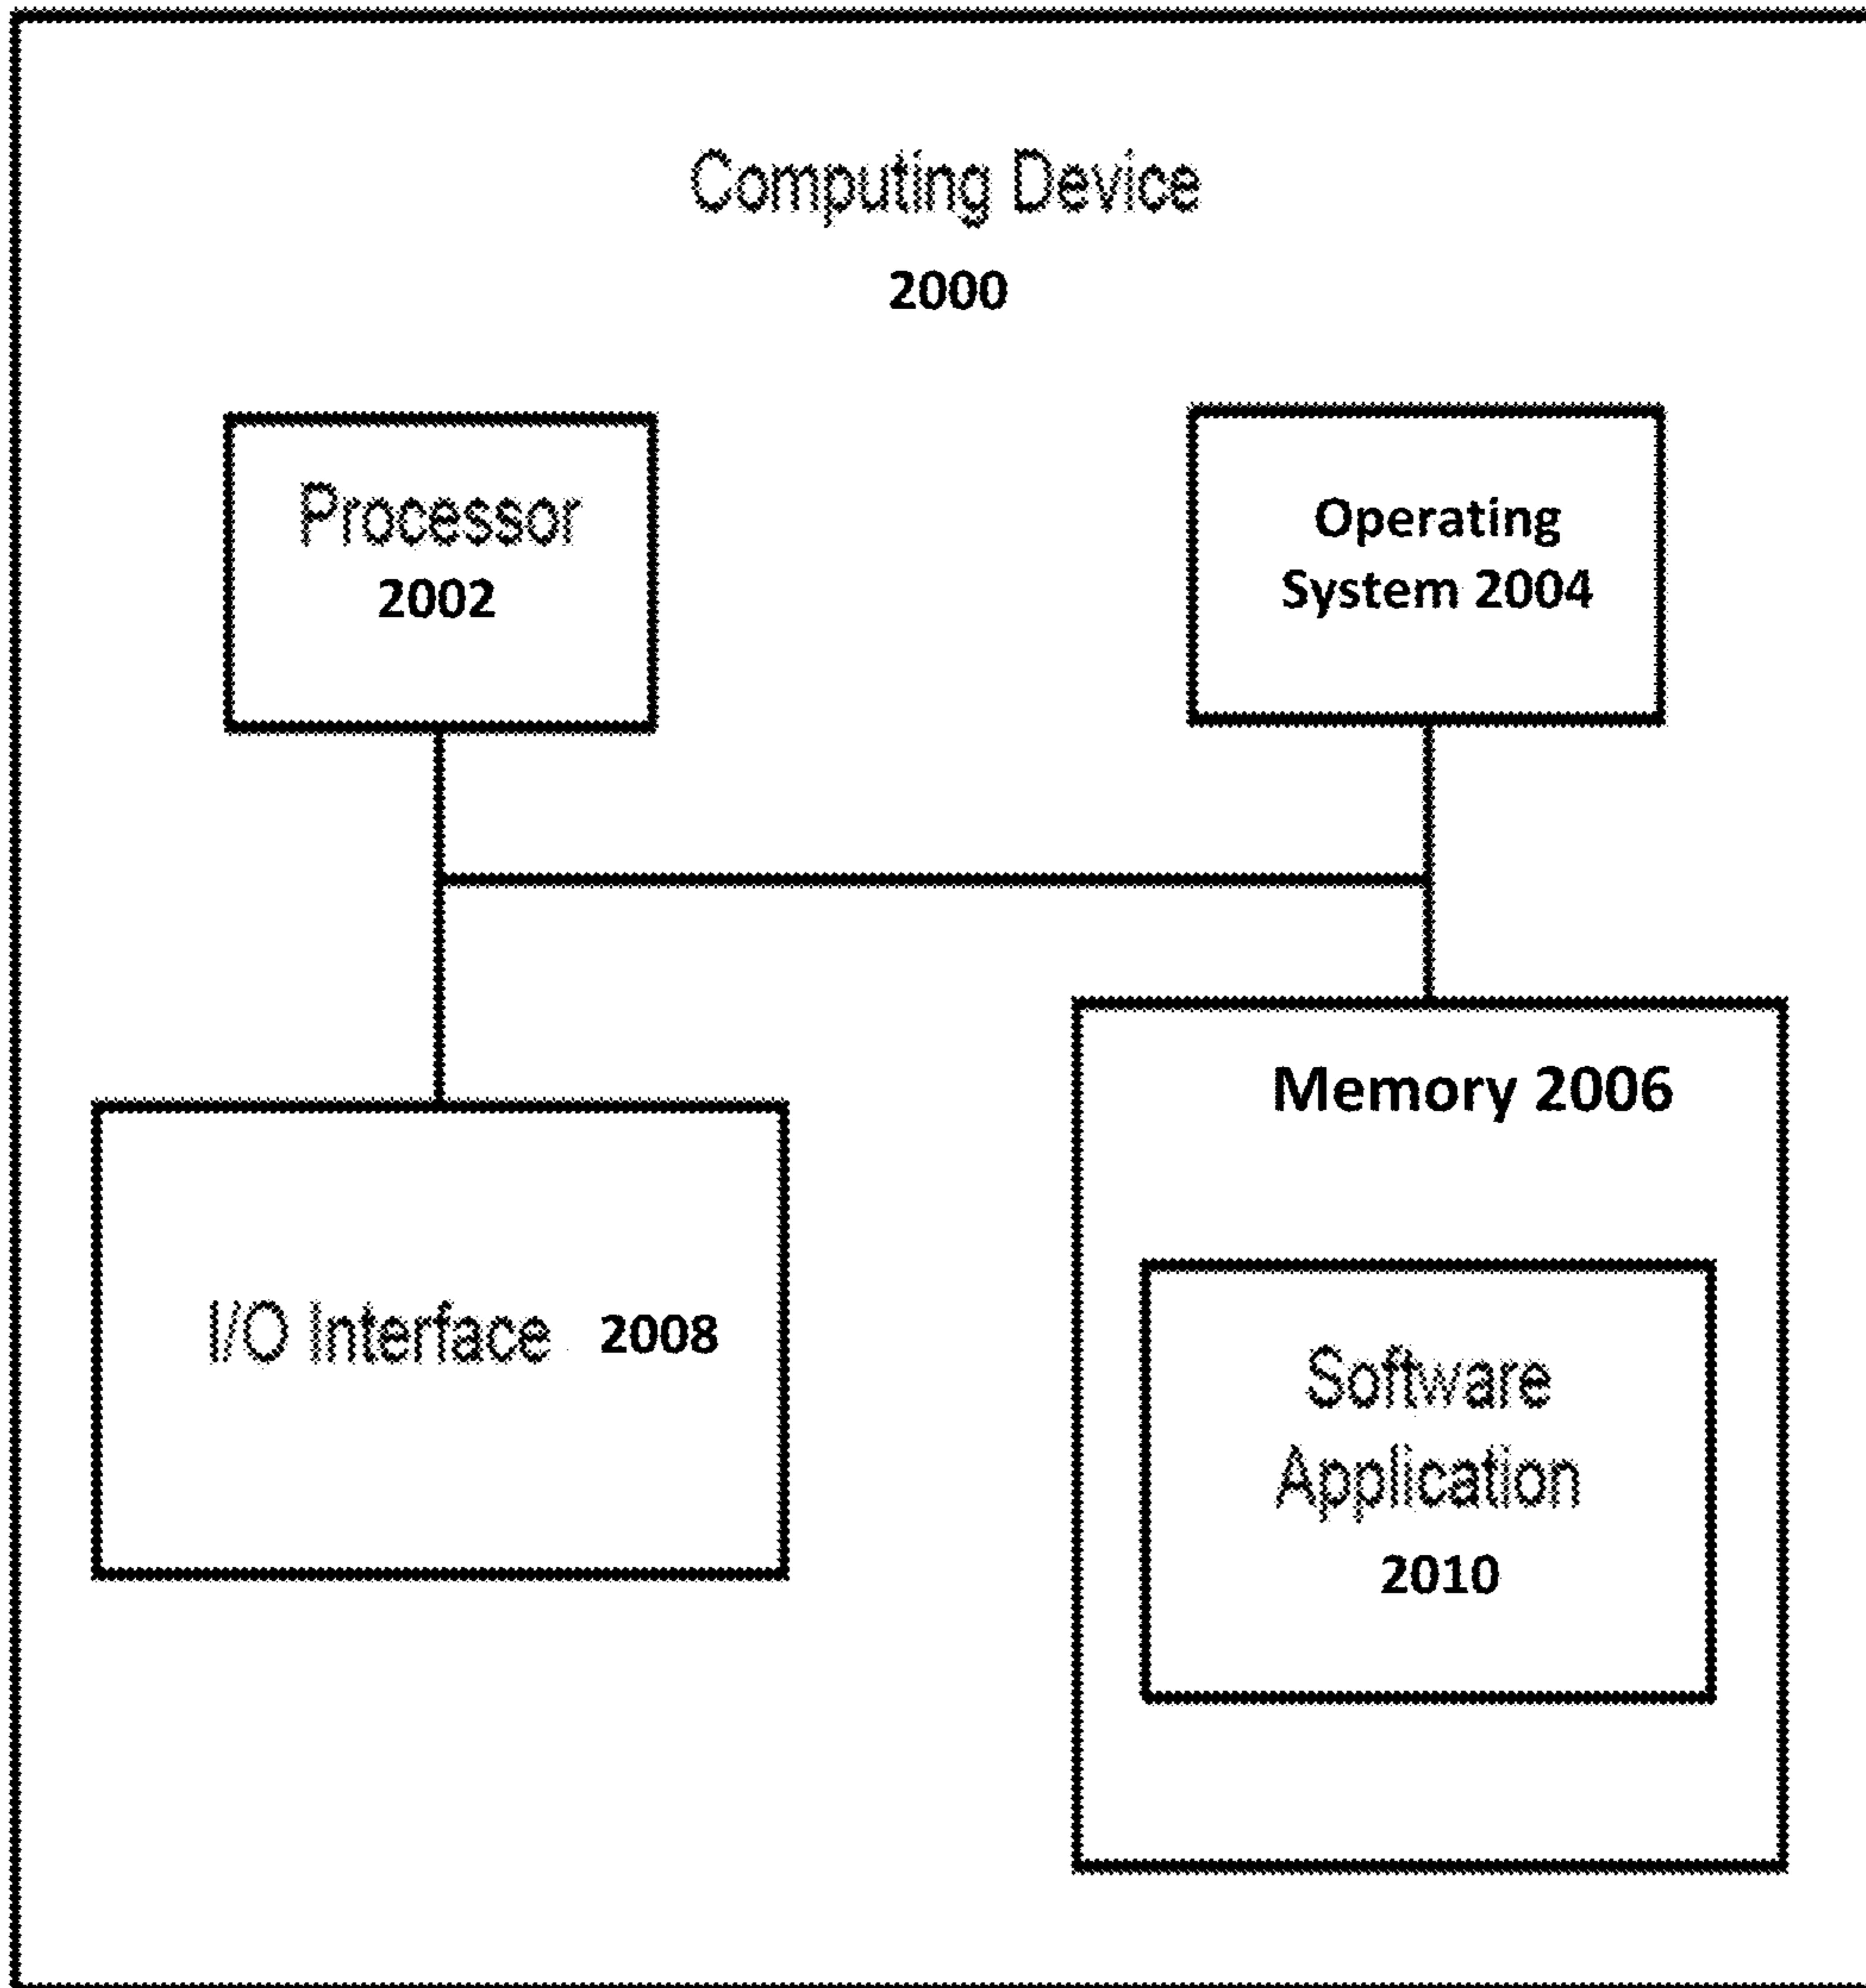 Computing Device
2000
Processor
2002
Operating
System 2004
Memory 2006
I/O Interface 2008
Software
Application
2010